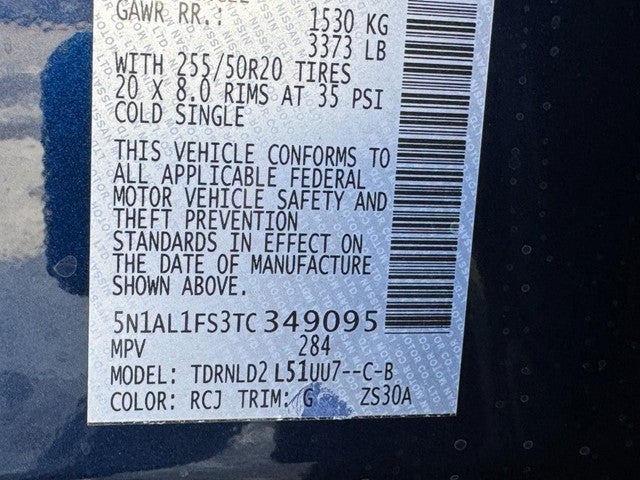 GAWR RR.: 1530 KG
3373 LB
WITH 255/50R20 TIRES
20 X 8.0 RIMS AT 35 PSI
COLD SINGLE
THIS VEHICLE CONFORMS TO
ALL APPLICABLE FEDERAL
MOTOR VEHICLE SAFETY AND
THEFT PREVENTION
STANDARDS IN EFFECT ON
THE DATE OF MANUFACTURE
SHOWN ABOVE.
5N1AL1FS3TC349095
MPV 284
MODEL: TDRNLD2 L51UU7--C-B
COLOR: RCJ TRIM: G ZS30A